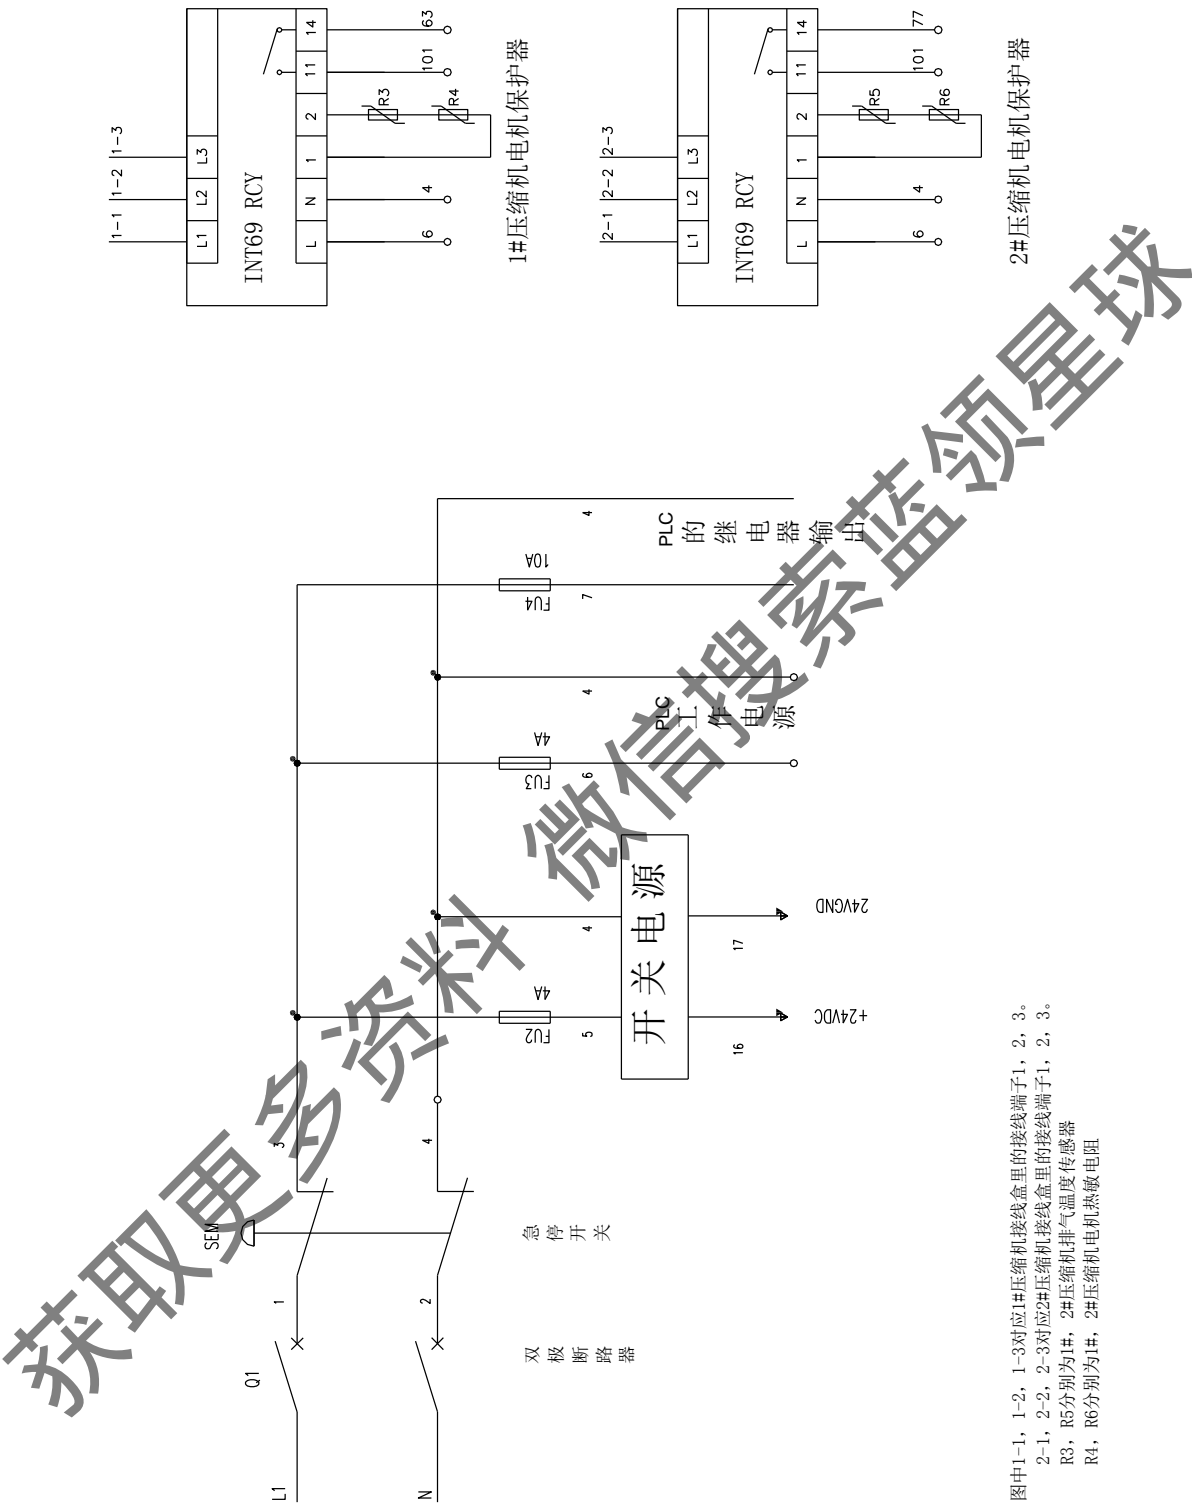 L1
N
Q1
1
2
双极断路器
SEM
急停开关
3
4
FU2
4A
5
4
开关电源
16
17
+24VDC
24VGND
FU3
4A
6
4
PLC工作电源
FU4
10A
7
4
PLC的继电器输出
1-1
1-2
1-3
L1
L2
L3
INT69 RCY
L
N
1
2
11
14
6
4
R3
R4
101
63
1#压缩机电机保护器
2-1
2-2
2-3
L1
L2
L3
INT69 RCY
L
N
1
2
11
14
6
4
R5
R6
101
77
2#压缩机电机保护器
图中1-1，1-2，1-3对应1#压缩机接线盒里的接线端子1，2，3。
2-1，2-2，2-3对应2#压缩机接线盒里的接线端子1，2，3。
R3，R5分别为1#，2#压缩机排气温度传感器
R4，R6分别为1#，2#压缩机电机热敏电阻
获取更多资料 微信搜索蓝领星球